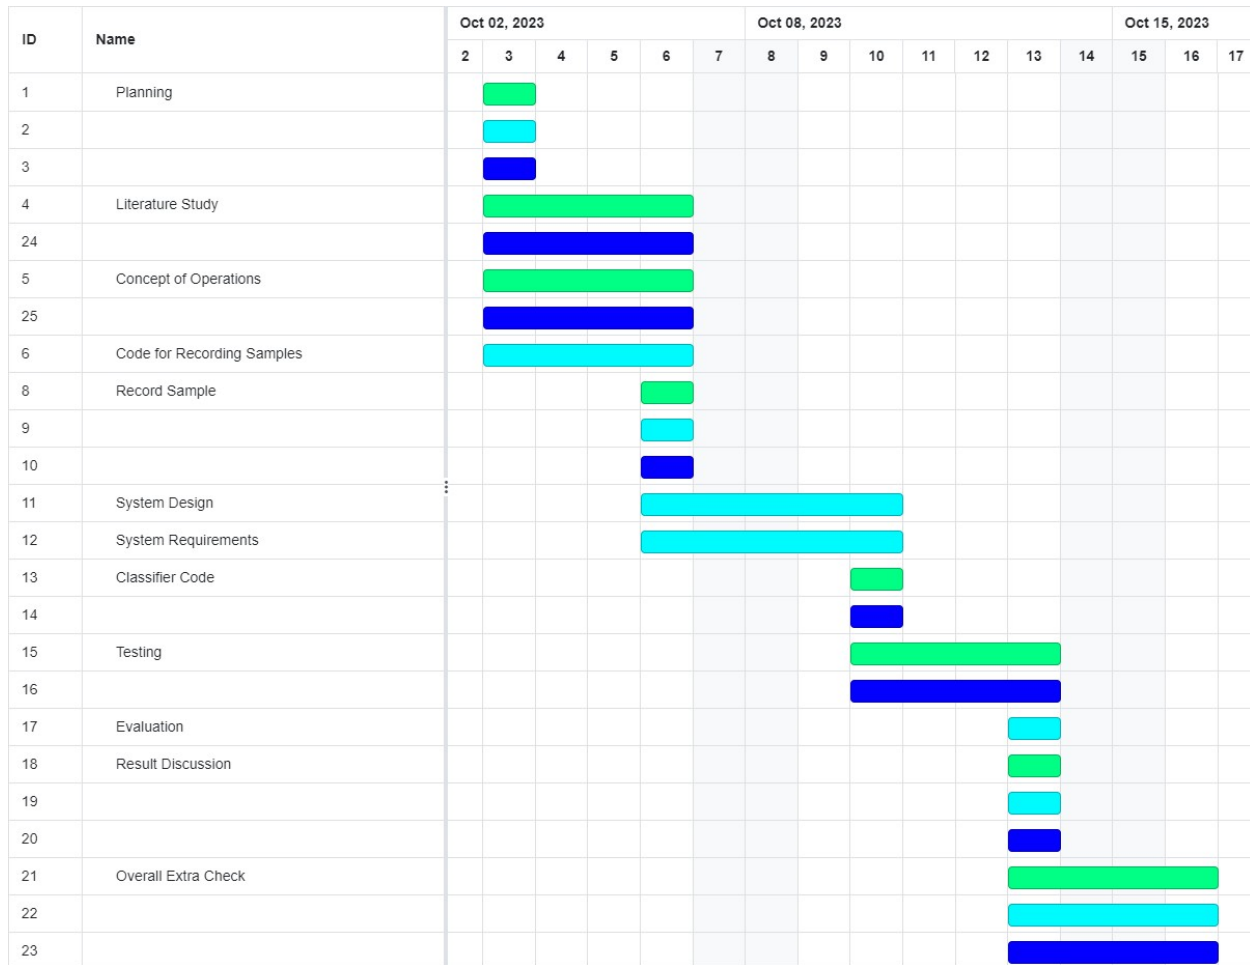 ID Name Oct 02, 2023 Oct 08, 2023 Oct 15, 2023
2 3 4 5 6 7 8 9 10 11 12 13 14 15 16 17
1 Planning
2
3
4 Literature Study
24
5 Concept of Operations
25
6 Code for Recording Samples
8 Record Sample
9
10
11 System Design
12 System Requirements
13 Classifier Code
14
15 Testing
16
17 Evaluation
18 Result Discussion
19
20
21 Overall Extra Check
22
23